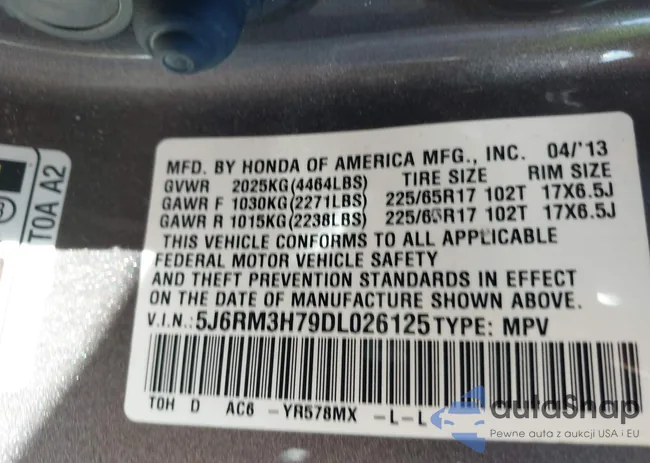 MFD. BY HONDA OF AMERICA MFG., INC. 04/'13
GVWR 2025KG(4464LBS) TIRE SIZE RIM SIZE
GAWR F 1030KG(2271LBS) 225/65R17 102T 17X6.5J
GAWR R 1015KG(2238LBS) 225/65R17 102T 17X6.5J
THIS VEHICLE CONFORMS TO ALL APPLICABLE
FEDERAL MOTOR VEHICLE SAFETY
AND THEFT PREVENTION STANDARDS IN EFFECT
ON THE DATE OF MANUFACTURE SHOWN ABOVE.
V.I.N.: 5J6RM3H79DL026125 TYPE: MPV
TOH D AC6 -YR578MX -L-L
T0A A2
autoSnap
Pewne auta z aukcji USA i EU